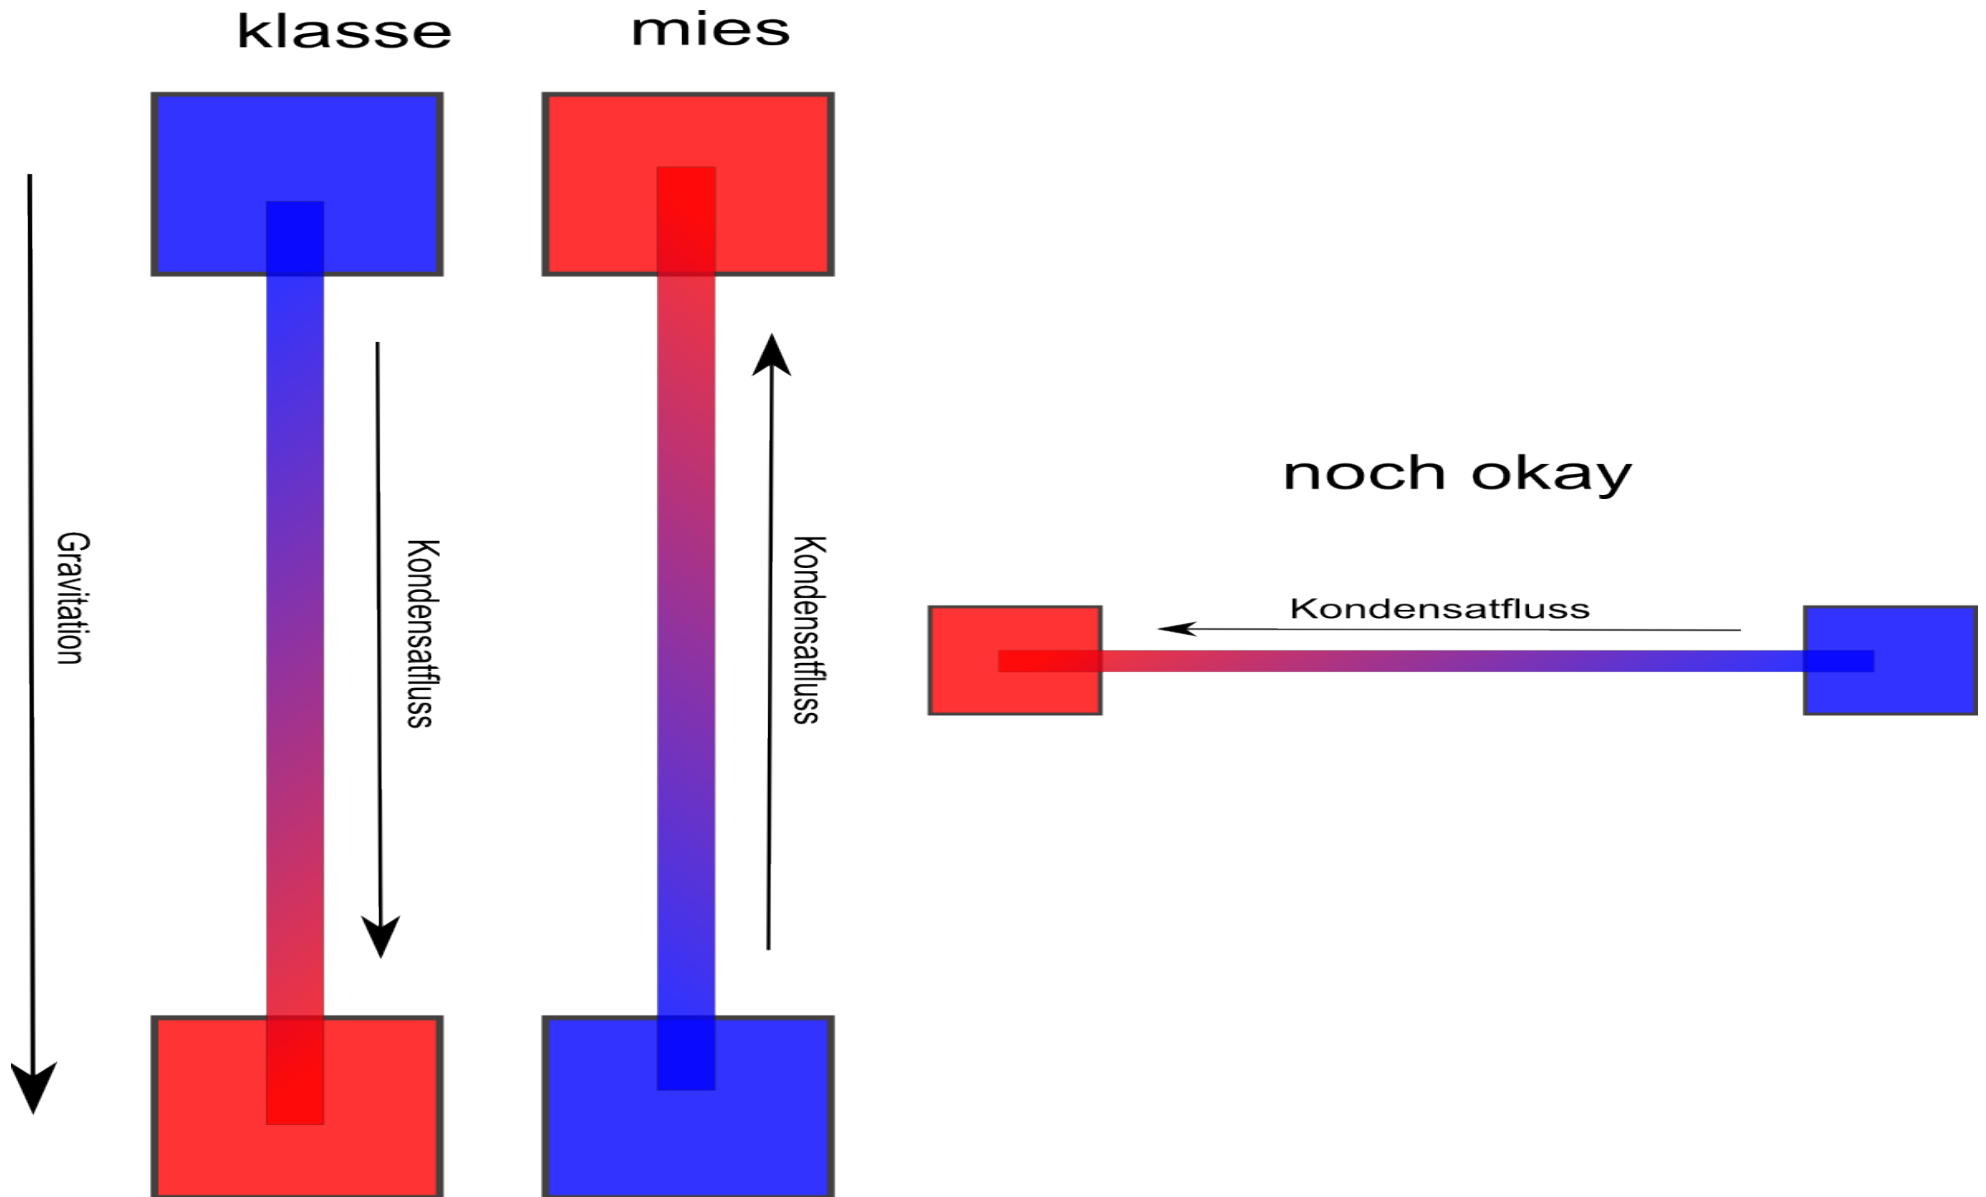 klasse
mies
Gravitation
Kondensatfluss
Kondensatfluss
noch okay
Kondensatfluss